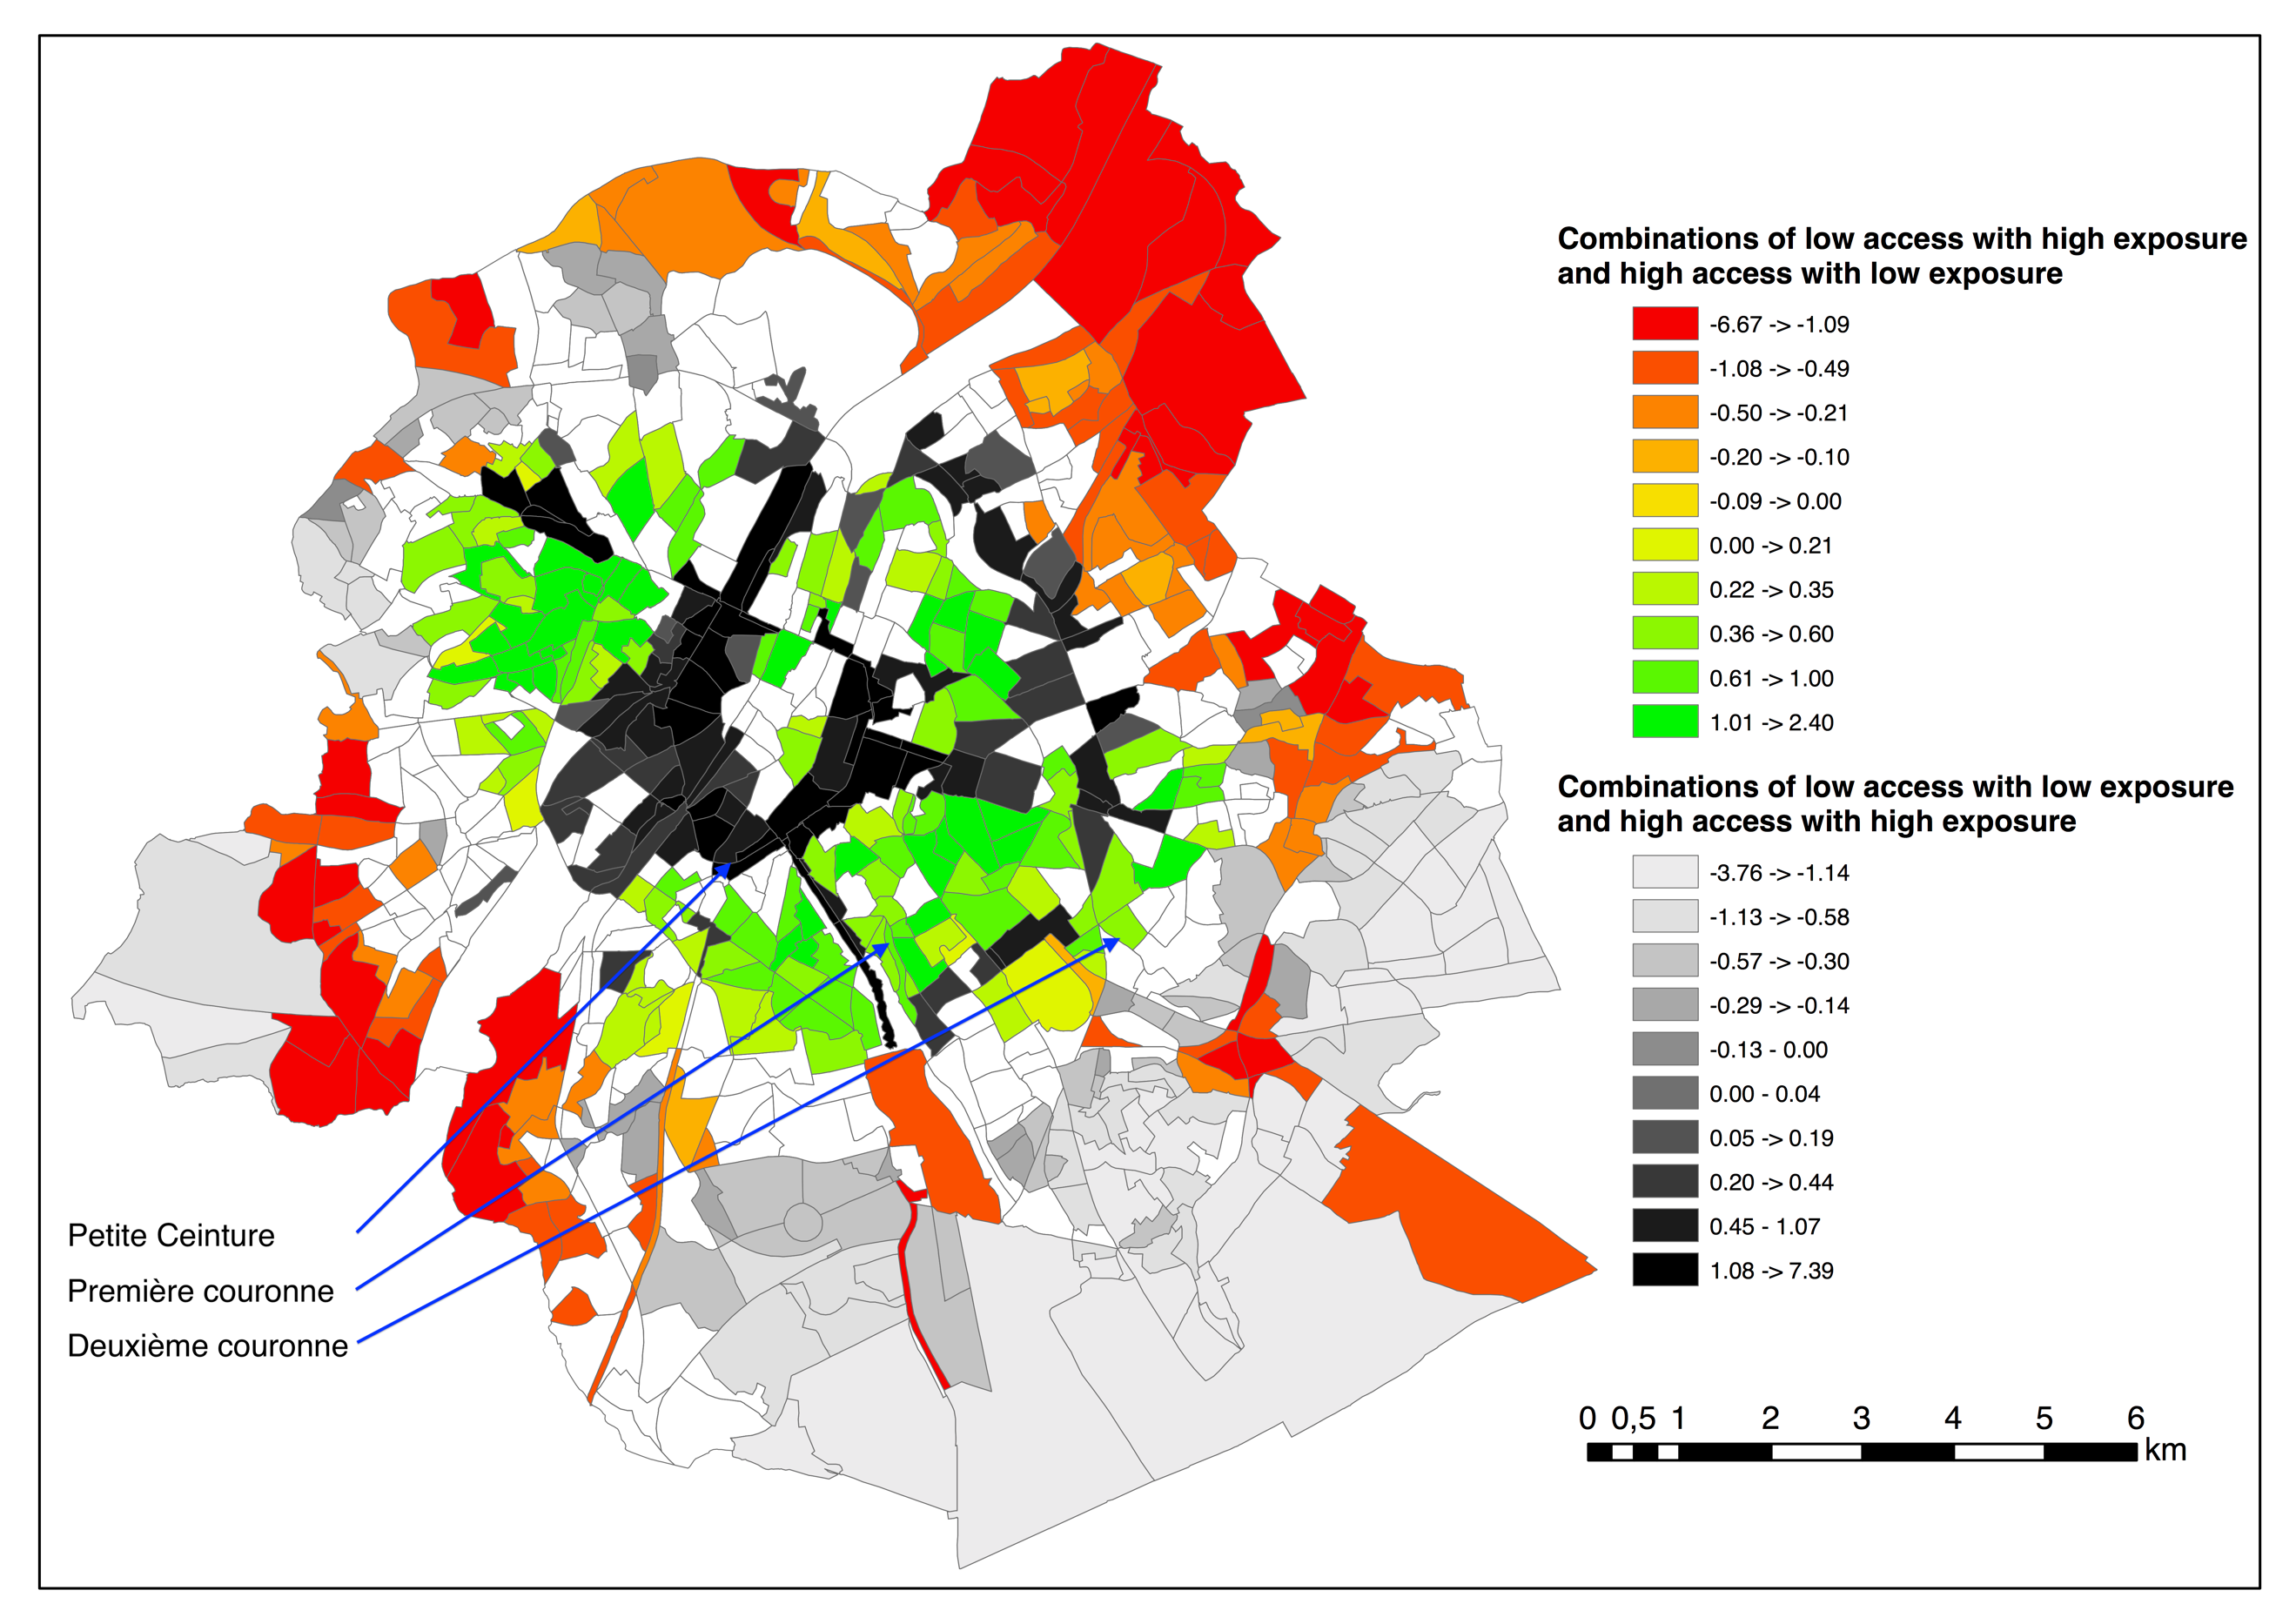 Combinations of low access with high exposure
and high access with low exposure
-6.67 -> -1.09
-1.08 -> -0.49
-0.50 -> -0.21
-0.20 -> -0.10
-0.09 -> 0.00
0.00 -> 0.21
0.22 -> 0.35
0.36 -> 0.60
0.61 -> 1.00
1.01 -> 2.40
Combinations of low access with low exposure
and high access with high exposure
-3.76 -> -1.14
-1.13 -> -0.58
-0.57 -> -0.30
-0.29 -> -0.14
-0.13 - 0.00
0.00 - 0.04
0.05 -> 0.19
0.20 -> 0.44
0.45 - 1.07
1.08 -> 7.39
Petite Ceinture
Première couronne
Deuxième couronne
0 0,5 1 2 3 4 5 6
km